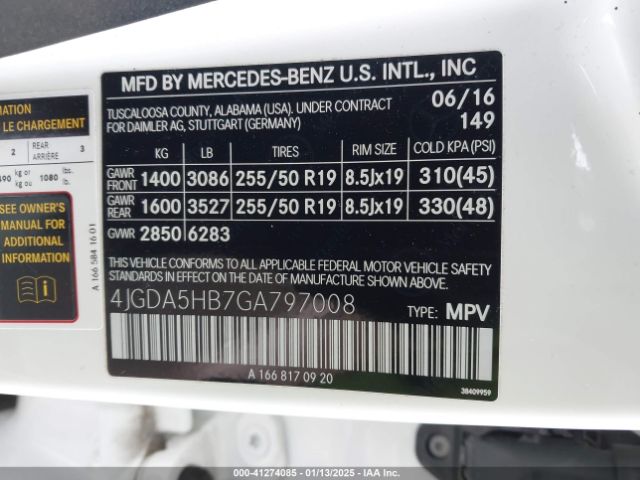 MFD BY MERCEDES-BENZ U.S. INTL., INC
TUSCALOOSA COUNTY, ALABAMA (USA). UNDER CONTRACT 06/16
FOR DAIMLER AG, STUTTGART (GERMANY) 149
KG LB TIRES RIM SIZE COLD KPA (PSI)
GAWR FRONT 1400 3086 255/50 R19 8.5Jx19 310(45)
GAWR REAR 1600 3527 255/50 R19 8.5Jx19 330(48)
GVWR 2850 6283
THIS VEHICLE CONFORMS TO ALL APPLICABLE FEDERAL MOTOR VEHICLE SAFETY
STANDARDS IN EFFECT ON THE DATE OF MANUFACTURE SHOWN ABOVE.
4JGDA5HB7GA797008 TYPE: MPV
A 166 817 09 20
38409959
LE CHARGEMENT
2 REAR ARRIÈRE 3
kg or kg ou 1080 lbs. lb.
SEE OWNER'S
MANUAL FOR
ADDITIONAL
INFORMATION
A 166 584 16 01
000-41274085 - 01/13/2025 - IAA Inc.